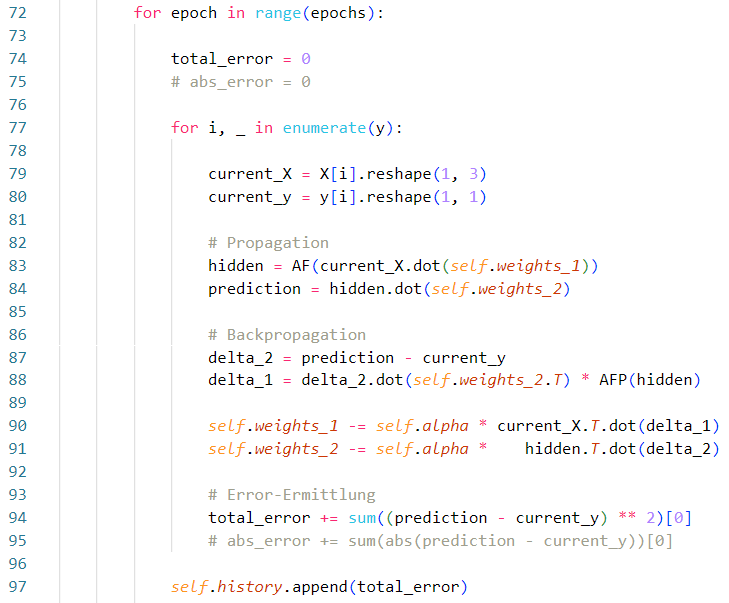 72 for epoch in range(epochs):
73
74 total_error = 0
75 # abs_error = 0
76
77 for i, _ in enumerate(y):
78
79 current_X = X[i].reshape(1, 3)
80 current_y = y[i].reshape(1, 1)
81
82 # Propagation
83 hidden = AF(current_X.dot(self.weights_1))
84 prediction = hidden.dot(self.weights_2)
85
86 # Backpropagation
87 delta_2 = prediction - current_y
88 delta_1 = delta_2.dot(self.weights_2.T) * AFP(hidden)
89
90 self.weights_1 -= self.alpha * current_X.T.dot(delta_1)
91 self.weights_2 -= self.alpha *    hidden.T.dot(delta_2)
92
93 # Error-Ermittlung
94 total_error += sum((prediction - current_y) ** 2)[0]
95 # abs_error += sum(abs(prediction - current_y))[0]
96
97 self.history.append(total_error)